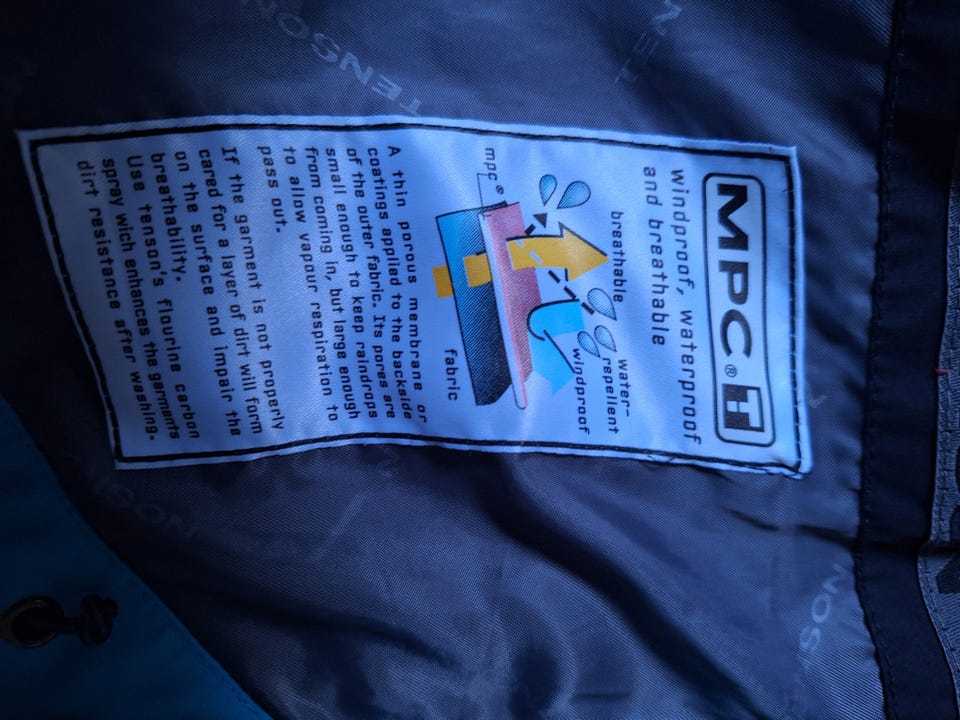 MPC® T
windproof, waterproof
and breathable
breathable
water-
repellent
windproof
mpc®
fabric
A thin porous membrane or
coatings applied to the backside
of the outer fabric. Its pores are
small enough to keep raindrops
from coming in, but large enough
to allow vapour respiration to
pass out.
If the garment is not properly
cared for a layer of dirt will form
on the surface and impair the
breathability.
Use tenson's flourine carbon
spray wich enhances the garments
dirt resistance after washing.
TENSON
TEN
NOSN
SON